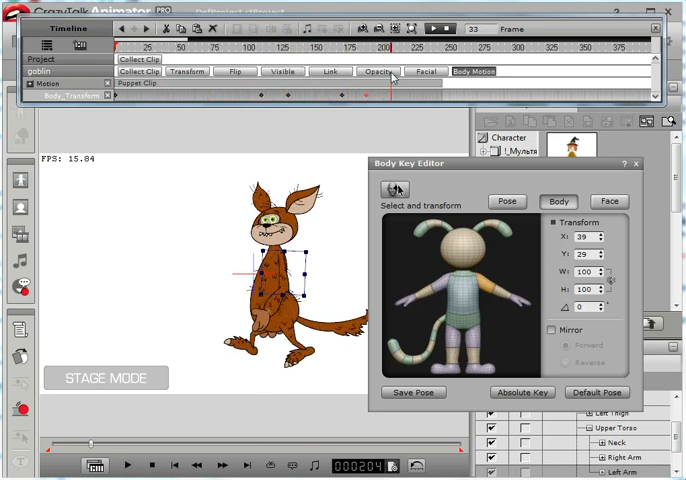 CrazyTalk Animator
DefProject.ctProject
Timeline
33 Frame
25 50 75 100 125 150 175 200 225 250 275 300 325 350 375
Project Collect Clip
goblin Collect Clip Transform Flip Visible Link Opacity Facial Body Motion
Motion Puppet Clip
Body_Transform
FPS: 15.84
Character
!_Мультя
Body Key Editor ? x
Select and transform
Pose Body Face
Transform
X: 39
Y: 29
W: 100
H: 100
0 °
Mirror
Forward
Reverse
Save Pose Absolute Key Default Pose
STAGE MODE
Left Thigh
Upper Torso
Neck
Right Arm
Left Arm
000204